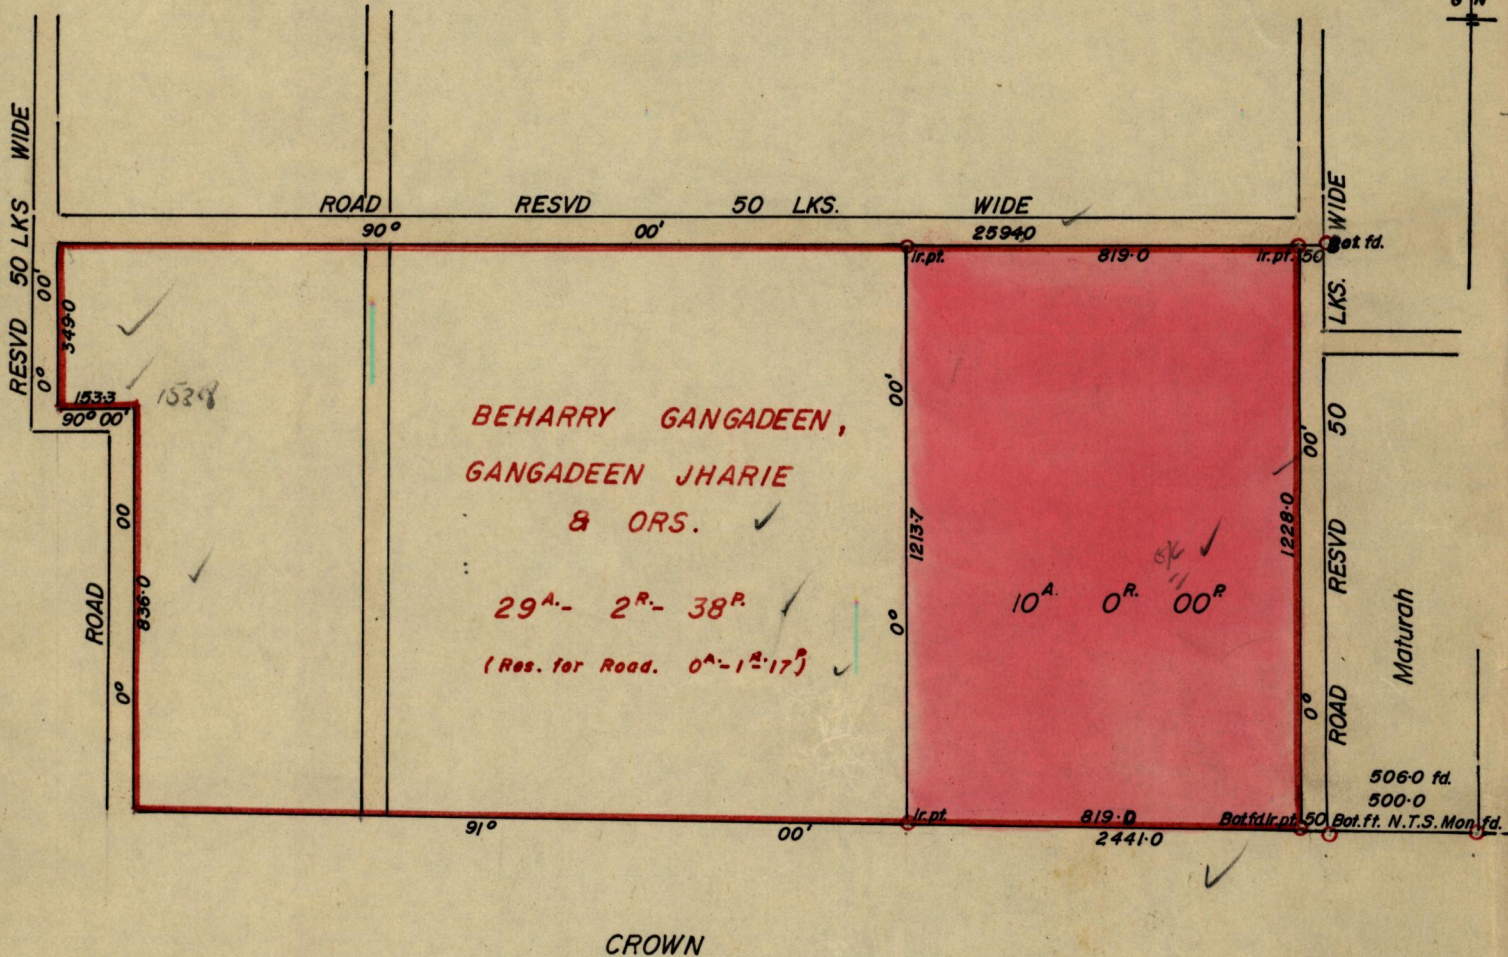 G N
RESVD 50 LKS WIDE
ROAD RESVD 50 LKS. WIDE
90° 00' 25940
Ir.pt. 819·0 Ir.pt. 50 Bot. fd.
0° 00'
349·0
153·3
90° 00'
ROAD
0° 00
836·0
BEHARRY GANGADEEN,
GANGADEEN JHARIE
& ORS.
29A.- 2R.- 38P.
(Res. for Road. 0A.-1R.-17P)
0° 00'
1213·7
10A. 0R. 00P.
1228·0
0° 00'
ROAD RESVD 50 LKS. WIDE
Maturah
506·0 fd.
500·0
91° 00'
Ir.pt. 819·0 Bot fd Ir.pt. 50 Bot. ft. N.T.S. Mon. fd.
2441·0
CROWN